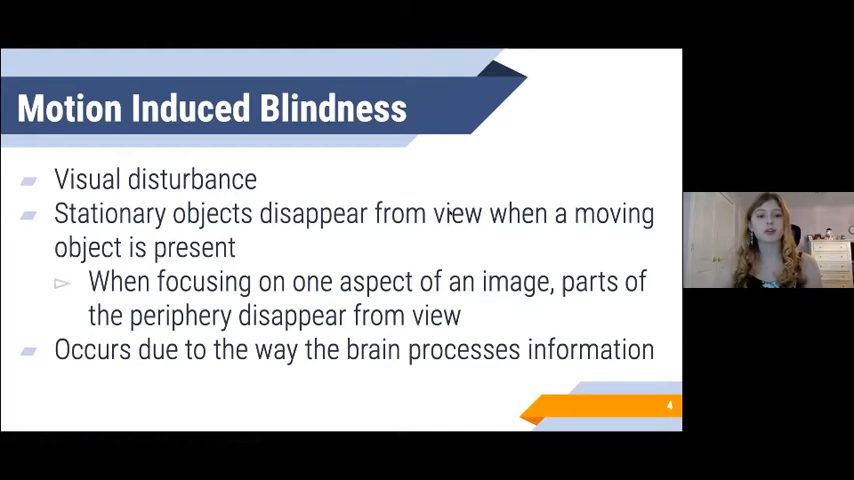 Motion Induced Blindness
Visual disturbance
Stationary objects disappear from view when a moving
object is present
When focusing on one aspect of an image, parts of
the periphery disappear from view
Occurs due to the way the brain processes information
4